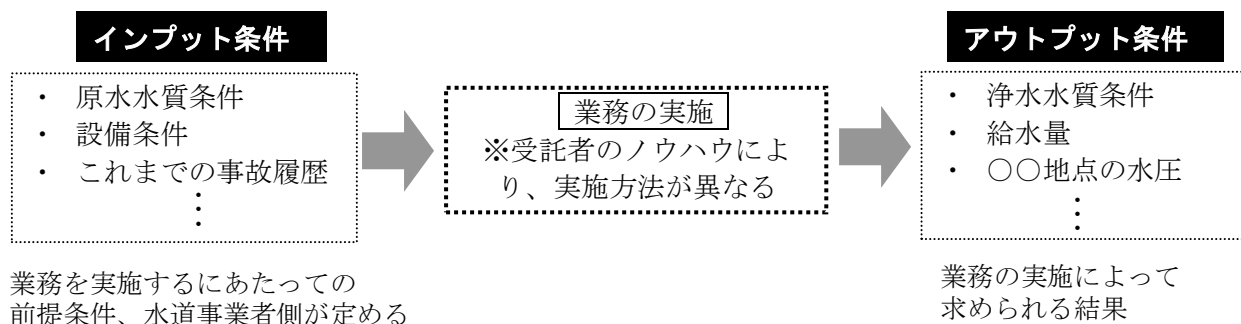 インプット条件
・ 原水水質条件
・ 設備条件
・ これまでの事故履歴
：
業務を実施するにあたっての
前提条件、水道事業者側が定める
業務の実施
※受託者のノウハウによ
り、実施方法が異なる
アウトプット条件
・ 浄水水質条件
・ 給水量
・ ○○地点の水圧
：
業務の実施によって
求められる結果